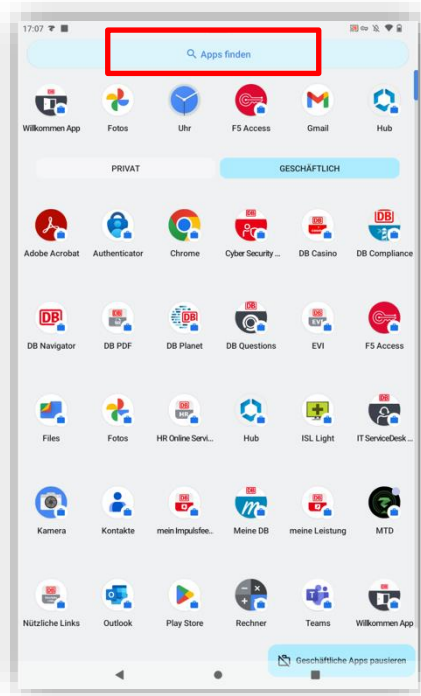 17:07
Apps finden
Willkommen App Fotos Uhr F5 Access Gmail Hub
PRIVAT GESCHÄFTLICH
Adobe Acrobat Authenticator Chrome Cyber Security ... DB Casino DB Compliance
DB Navigator DB PDF DB Planet DB Questions EVI F5 Access
Files Fotos HR Online Servi... Hub ISL Light IT ServiceDesk ...
Kamera Kontakte mein Impulsfee... Meine DB meine Leistung MTD
Nützliche Links Outlook Play Store Rechner Teams Willkommen App
Geschäftliche Apps pausieren